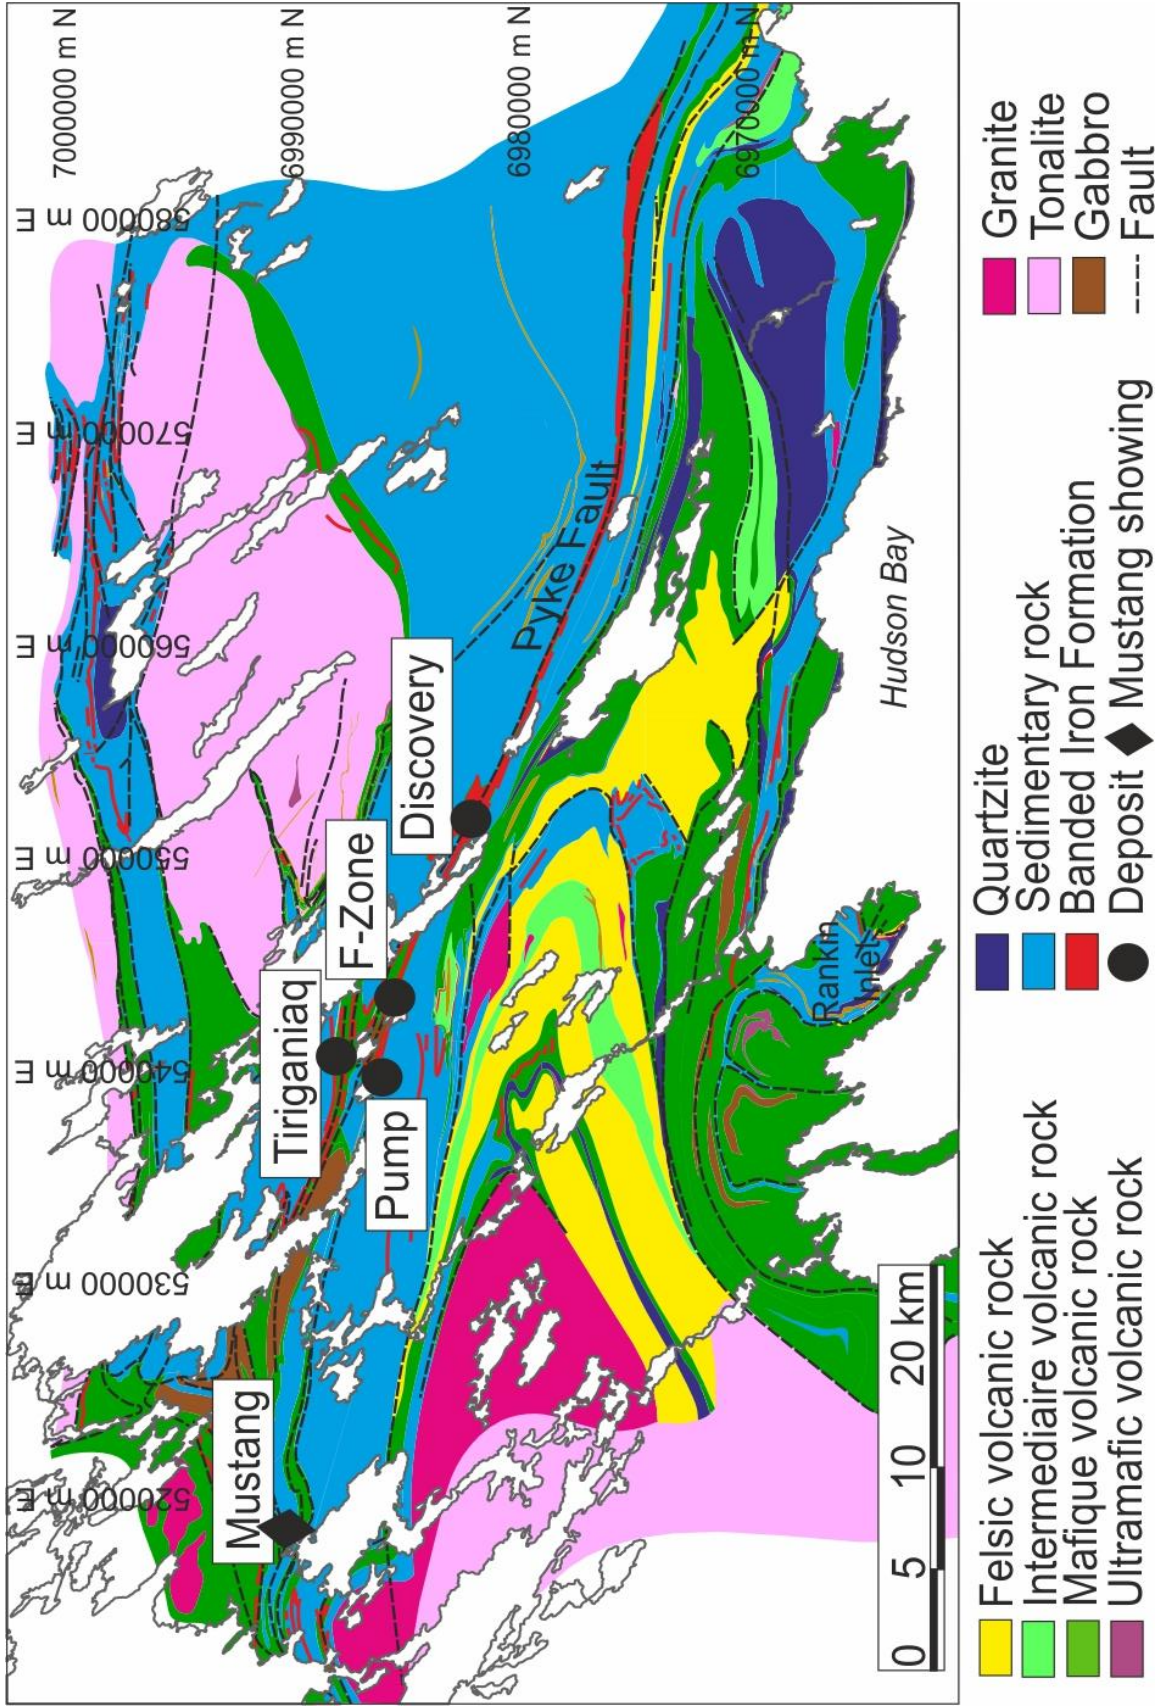 520000 m E
530000 m E
540000 m E
550000 m E
560000 m E
570000 m E
580000 m E
7000000 m N
6990000 m N
6980000 m N
6970000 m N
Mustang
Tiriganiaq
F-Zone
Pump
Discovery
Pyke Fault
Rankin
Inlet
Hudson Bay
0 5 10 20 km
Felsic volcanic rock
Intermediaire volcanic rock
Mafique volcanic rock
Ultramafic volcanic rock
Quartzite
Sedimentary rock
Banded Iron Formation
Deposit
Mustang showing
Granite
Tonalite
Gabbro
Fault